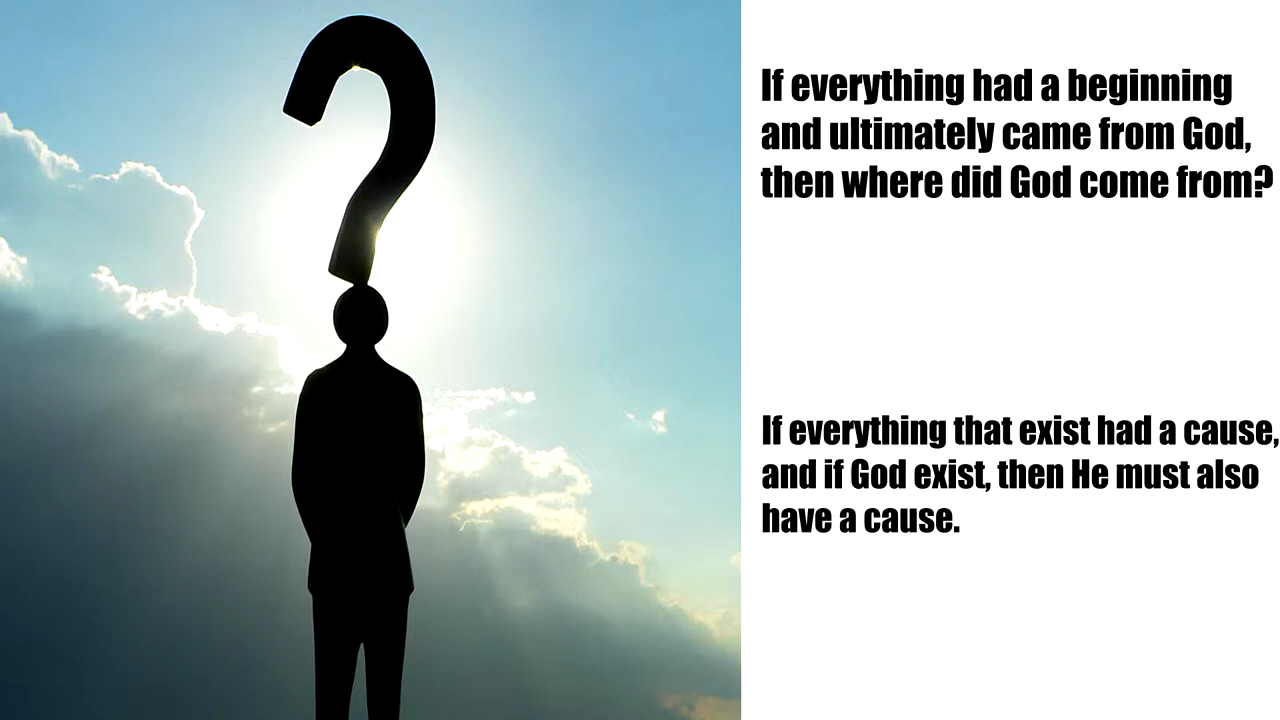 If everything had a beginning
and ultimately came from God,
then where did God come from?
If everything that exist had a cause,
and if God exist, then He must also
have a cause.